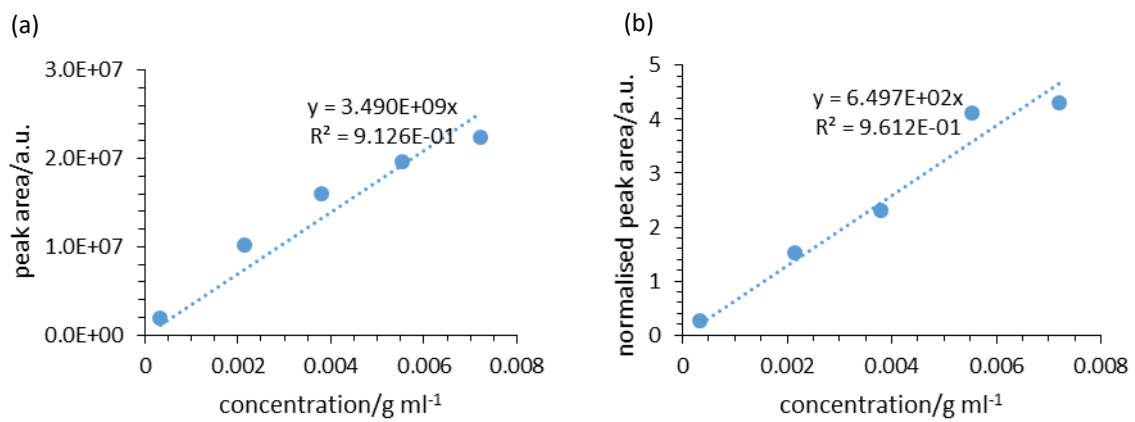 (a)
peak area/a.u.
3.0E+07
2.0E+07
1.0E+07
0.0E+00
y = 3.490E+09x
R² = 9.126E-01
0 0.002 0.004 0.006 0.008
concentration/g ml⁻¹
(b)
normalised peak area/a.u.
5
4
3
2
1
0
y = 6.497E+02x
R² = 9.612E-01
0 0.002 0.004 0.006 0.008
concentration/g ml⁻¹